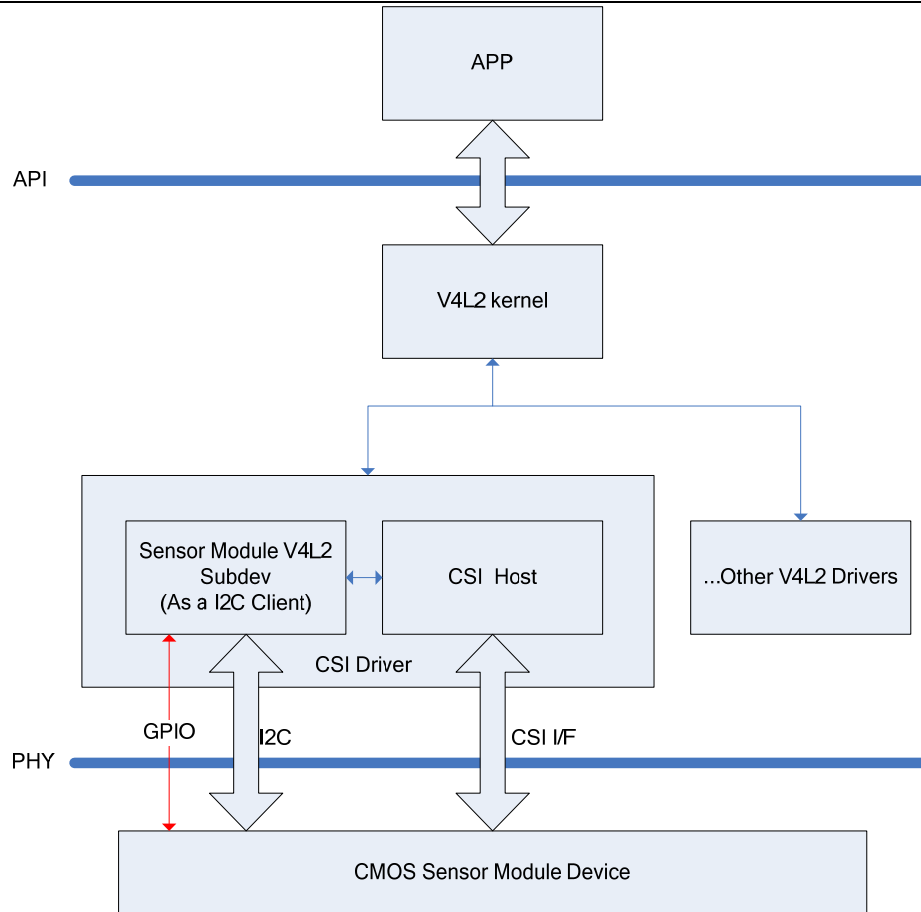 APP
API
V4L2 kernel
Sensor Module V4L2
Subdev
(As a I2C Client)
CSI Host
...Other V4L2 Drivers
CSI Driver
GPIO
I2C
CSI I/F
PHY
CMOS Sensor Module Device